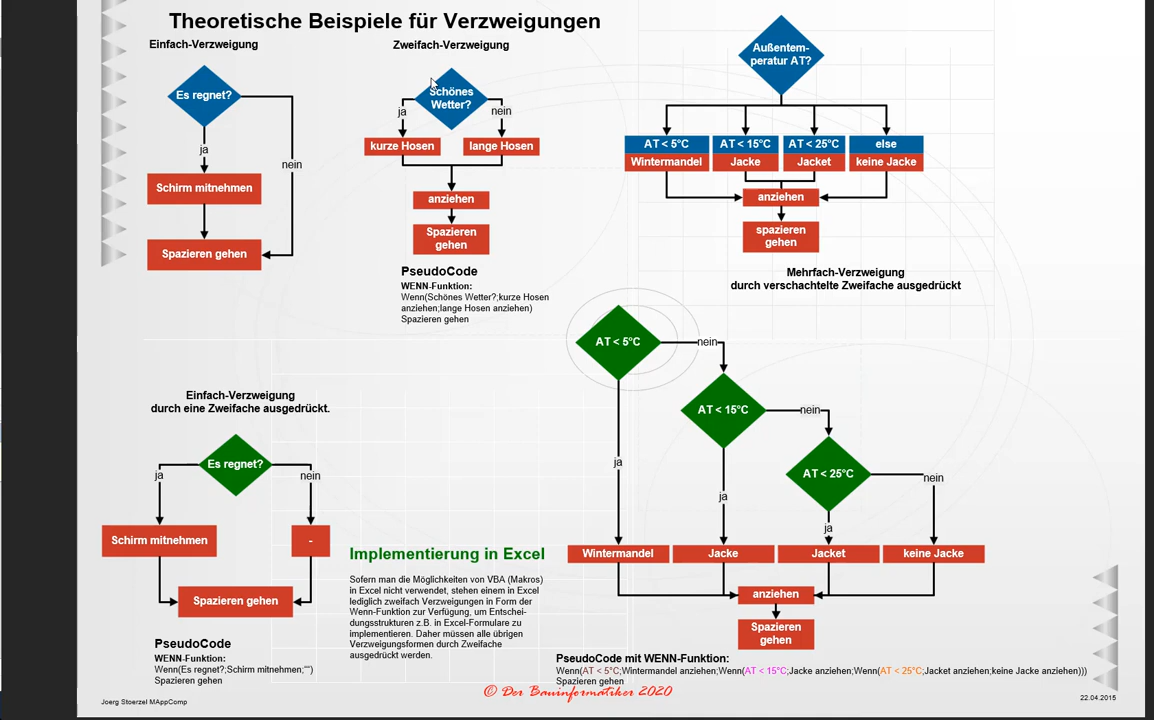 Theoretische Beispiele für Verzweigungen
Einfach-Verzweigung
Es regnet?
ja
nein
Schirm mitnehmen
Spazieren gehen
Zweifach-Verzweigung
Schönes
Wetter?
ja
nein
kurze Hosen
lange Hosen
anziehen
Spazieren
gehen
PseudoCode
WENN-Funktion:
Wenn(Schönes Wetter?;kurze Hosen
anziehen;lange Hosen anziehen)
Spazieren gehen
Außentem-
peratur AT?
AT < 5°C
AT < 15°C
AT < 25°C
else
Wintermandel
Jacke
Jacket
keine Jacke
anziehen
spazieren
gehen
Mehrfach-Verzweigung
durch verschachtelte Zweifache ausgedrückt
AT < 5°C
nein
AT < 15°C
nein
AT < 25°C
nein
ja
ja
ja
Wintermandel
Jacke
Jacket
keine Jacke
anziehen
Spazieren
gehen
PseudoCode mit WENN-Funktion:
Wenn(AT < 5°C;Wintermandel anziehen;Wenn(AT < 15°C;Jacke anziehen;Wenn(AT < 25°C;Jacket anziehen;keine Jacke anziehen)))
Spazieren gehen
Einfach-Verzweigung
durch eine Zweifache ausgedrückt.
Es regnet?
ja
nein
Schirm mitnehmen
-
Spazieren gehen
PseudoCode
WENN-Funktion:
Wenn(Es regnet?;Schirm mitnehmen;"")
Spazieren gehen
Implementierung in Excel
Sofern man die Möglichkeiten von VBA (Makros)
in Excel nicht verwendet, stehen einem in Excel
lediglich zweifach Verzweigungen in Form der
Wenn-Funktion zur Verfügung, um Entschei-
dungsstrukturen z.B. in Excel-Formulare zu
implementieren. Daher müssen alle übrigen
Verzweigungsformen durch Zweifache
ausgedrückt werden.
© Der Bauinformatiker 2020
Joerg Stoerzel MAppComp
22.04.2015